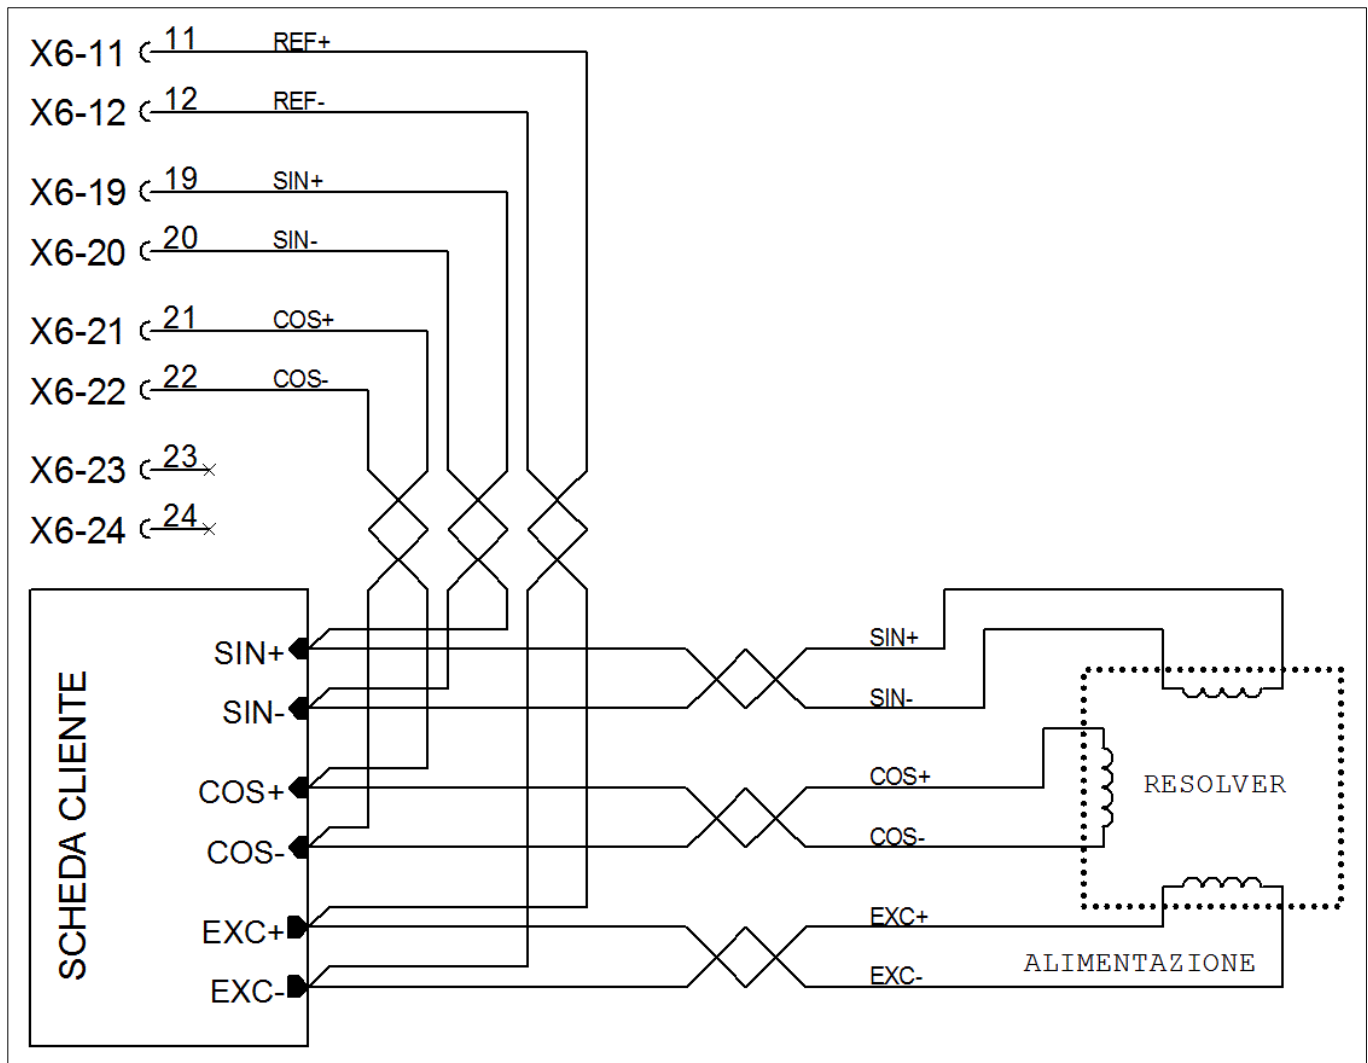 X6-11 11 REF+
X6-12 12 REF-
X6-19 19 SIN+
X6-20 20 SIN-
X6-21 21 COS+
X6-22 22 COS-
X6-23 23
X6-24 24
SCHEDA CLIENTE
SIN+
SIN-
COS+
COS-
EXC+
EXC-
SIN+
SIN-
COS+
COS-
EXC+
EXC-
RESOLVER
ALIMENTAZIONE